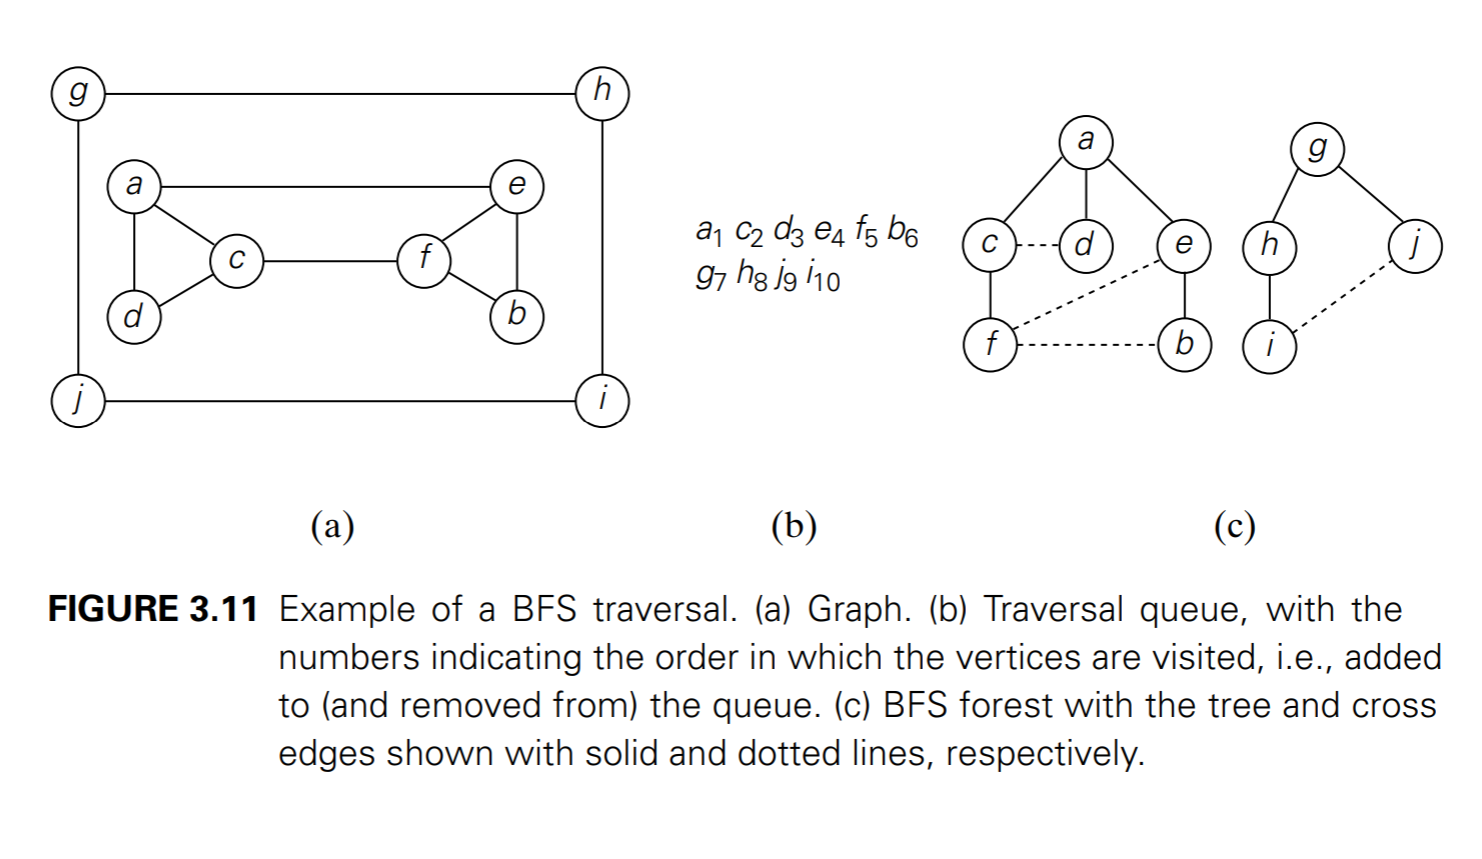 g
h
a
e
c
f
d
b
j
i
a1 c2 d3 e4 f5 b6
g7 h8 j9 i10
a
g
c
d
e
h
j
f
b
i
(a)
(b)
(c)
FIGURE 3.11 Example of a BFS traversal. (a) Graph. (b) Traversal queue, with the
numbers indicating the order in which the vertices are visited, i.e., added
to (and removed from) the queue. (c) BFS forest with the tree and cross
edges shown with solid and dotted lines, respectively.